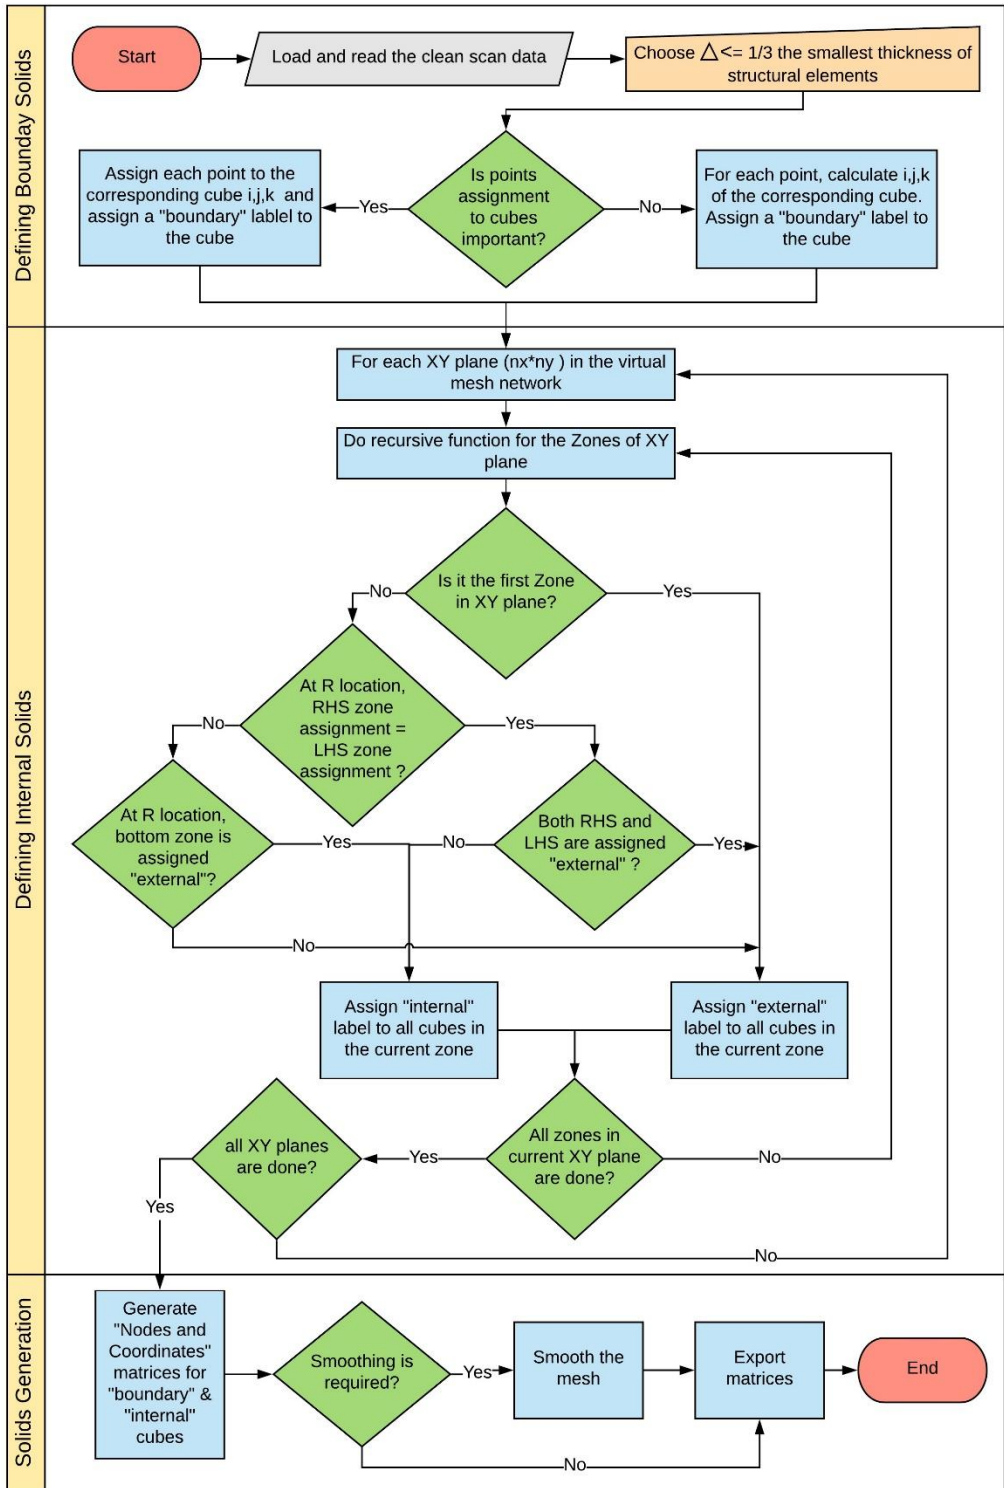 Defining Bounday Solids
Start
Load and read the clean scan data
Choose △<= 1/3 the smallest thickness of
structural elements
Is points
assignment
to cubes
important?
Yes
No
Assign each point to the
corresponding cube i,j,k and
assign a "boundary" lablel to
the cube
For each point, calculate i,j,k
of the corresponding cube.
Assign a "boundary" label to
the cube
Defining Internal Solids
For each XY plane (nx*ny ) in the virtual
mesh network
Do recursive function for the Zones of XY
plane
Is it the first Zone
in XY plane?
No
Yes
At R location,
RHS zone
assignment =
LHS zone
assignment ?
No
Yes
At R location,
bottom zone is
assigned
"external"?
Yes
No
Both RHS and
LHS are assigned
"external" ?
Yes
No
Assign "internal"
label to all cubes in
the current zone
Assign "external"
label to all cubes in
the current zone
all XY planes
are done?
Yes
All zones in
current XY plane
are done?
No
Yes
No
Solids Generation
Generate
"Nodes and
Coordinates"
matrices for
"boundary" &
"internal"
cubes
Smoothing is
required?
Yes
Smooth the
mesh
Export
matrices
End
No